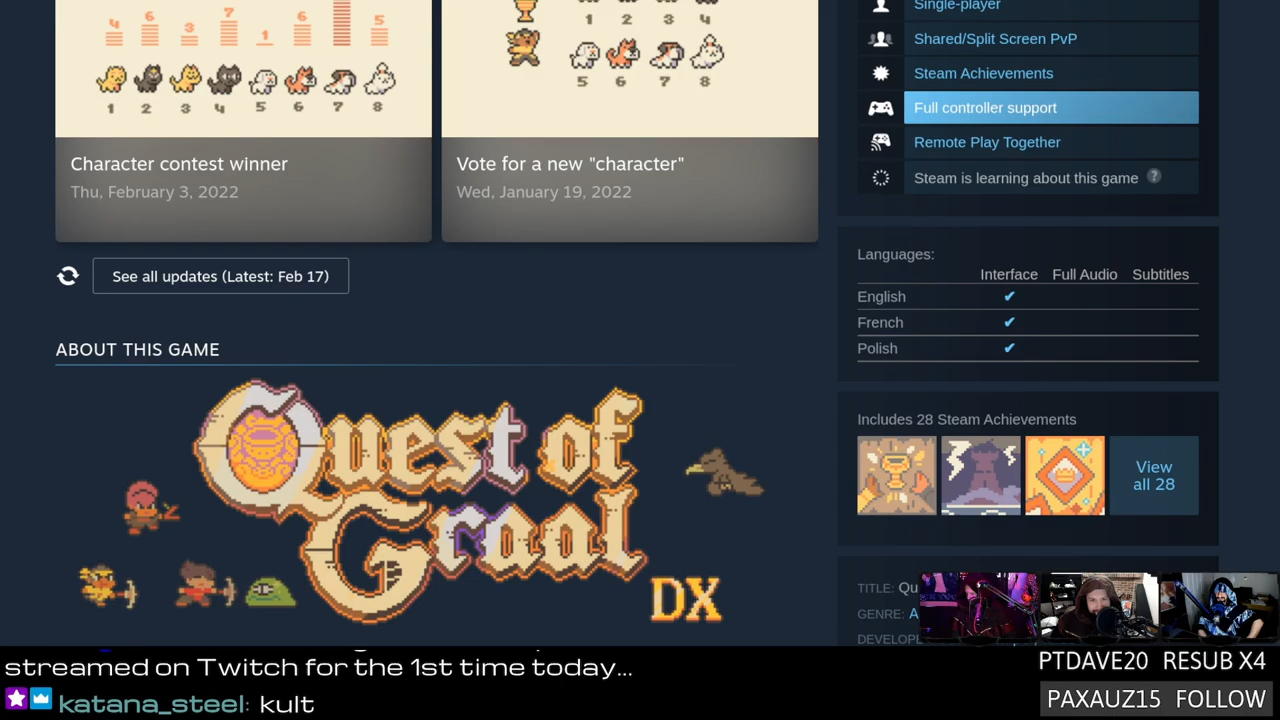 4 6 3 7 1 6 5
1 2 3 4 5 6 7 8
1 2 3 4
5 6 7 8
Character contest winner
Thu, February 3, 2022
Vote for a new "character"
Wed, January 19, 2022
See all updates (Latest: Feb 17)
ABOUT THIS GAME
Quest of
Graal
DX
Single-player
Shared/Split Screen PvP
Steam Achievements
Full controller support
Remote Play Together
Steam is learning about this game ?
Languages:
Interface Full Audio Subtitles
English ✔
French ✔
Polish ✔
Includes 28 Steam Achievements
View
all 28
TITLE: Qu
GENRE: A
DEVELOPE
streamed on Twitch for the 1st time today...
katana_steel: kult
PTDAVE20 RESUB X4
PAXAUZ15 FOLLOW